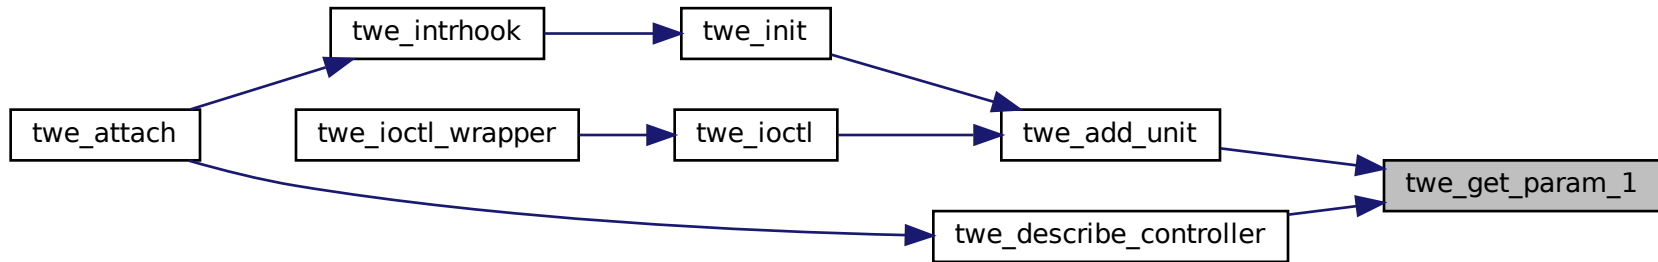 twe_intrhook
twe_init
twe_attach
twe_ioctl_wrapper
twe_ioctl
twe_add_unit
twe_get_param_1
twe_describe_controller